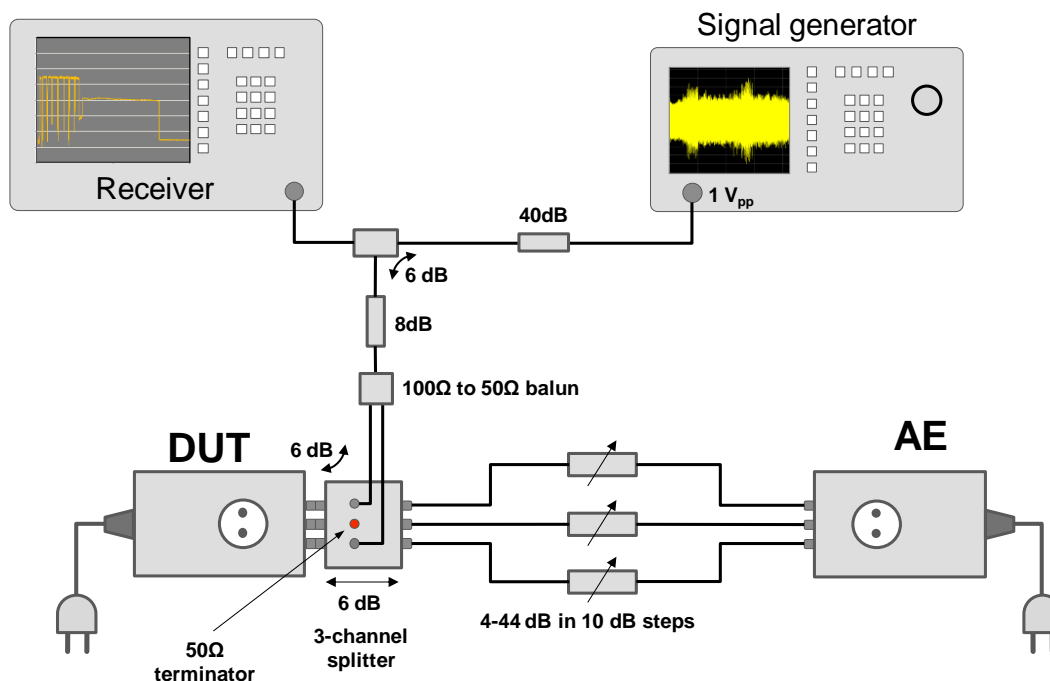 Signal generator
Receiver
1 Vpp
40dB
6 dB
8dB
100Ω to 50Ω balun
DUT
6 dB
AE
6 dB
4-44 dB in 10 dB steps
3-channel
splitter
50Ω
terminator